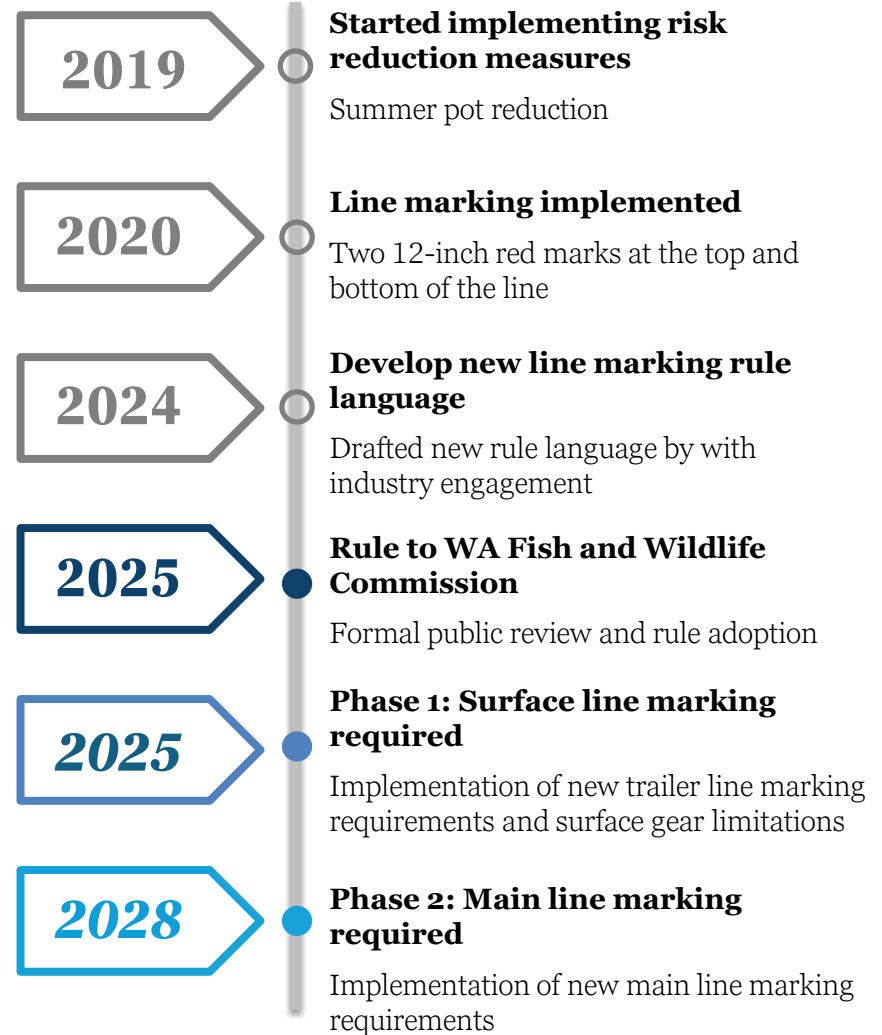 2019
Started implementing risk
reduction measures
Summer pot reduction
2020
Line marking implemented
Two 12-inch red marks at the top and
bottom of the line
2024
Develop new line marking rule
language
Drafted new rule language by with
industry engagement
2025
Rule to WA Fish and Wildlife
Commission
Formal public review and rule adoption
2025
Phase 1: Surface line marking
required
Implementation of new trailer line marking
requirements and surface gear limitations
2028
Phase 2: Main line marking
required
Implementation of new main line marking
requirements